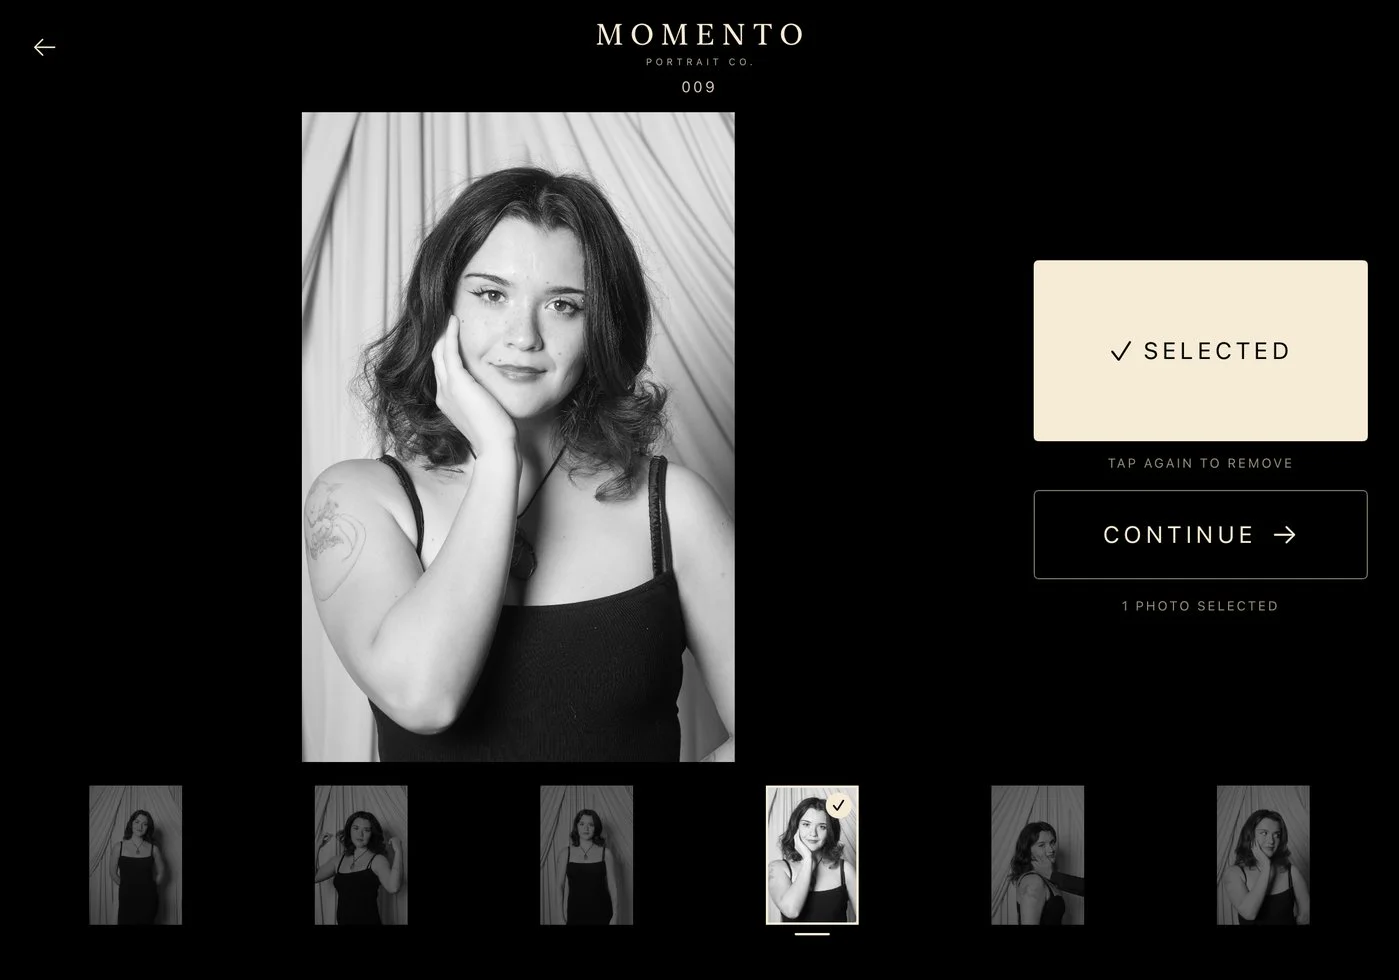 MOMENTO
PORTRAIT CO.
009
SELECTED
TAP AGAIN TO REMOVE
CONTINUE →
1 PHOTO SELECTED